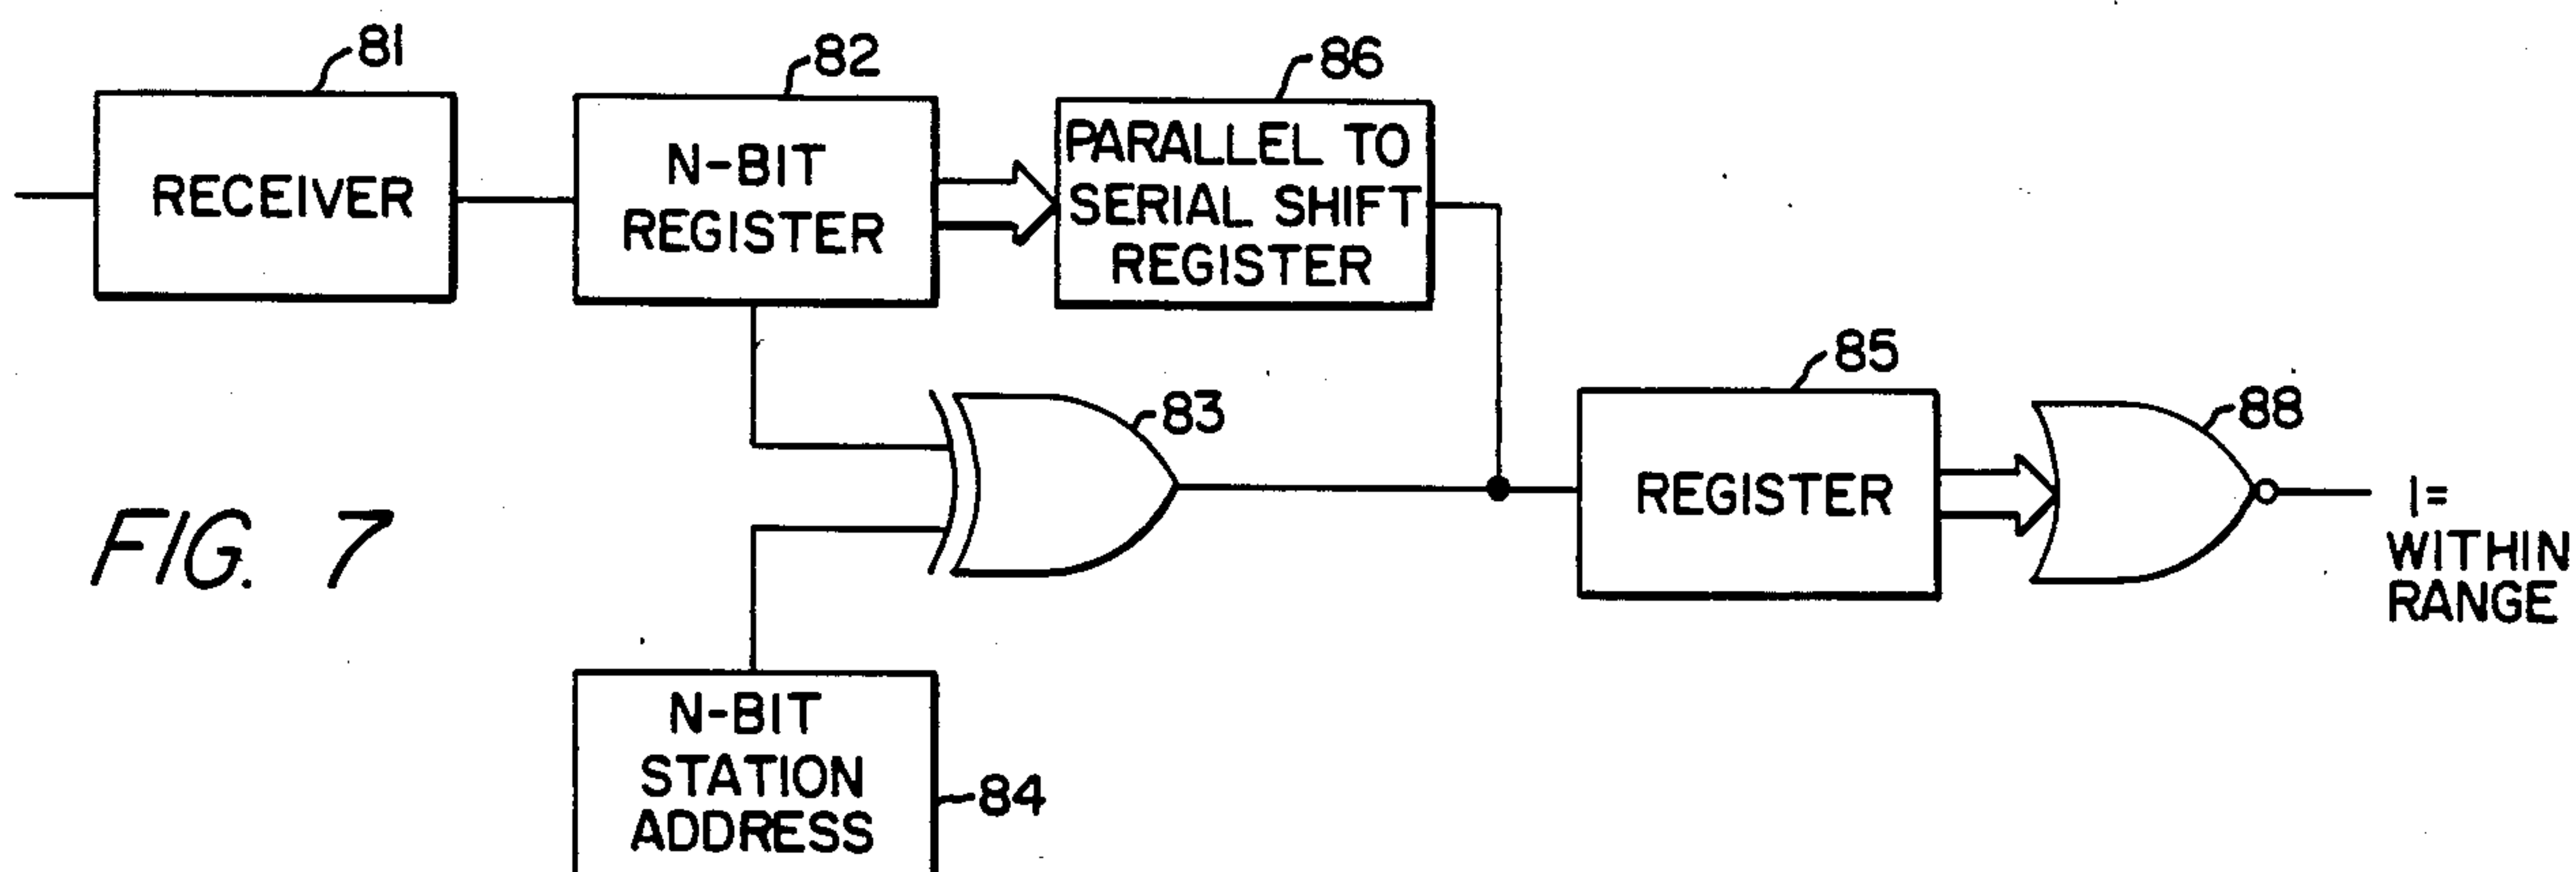 81
82
86
RECEIVER
N-BIT
REGISTER
PARALLEL TO
SERIAL SHIFT
REGISTER
83
85
88
REGISTER
1=
WITHIN
RANGE
FIG. 7
N-BIT
STATION
ADDRESS
84